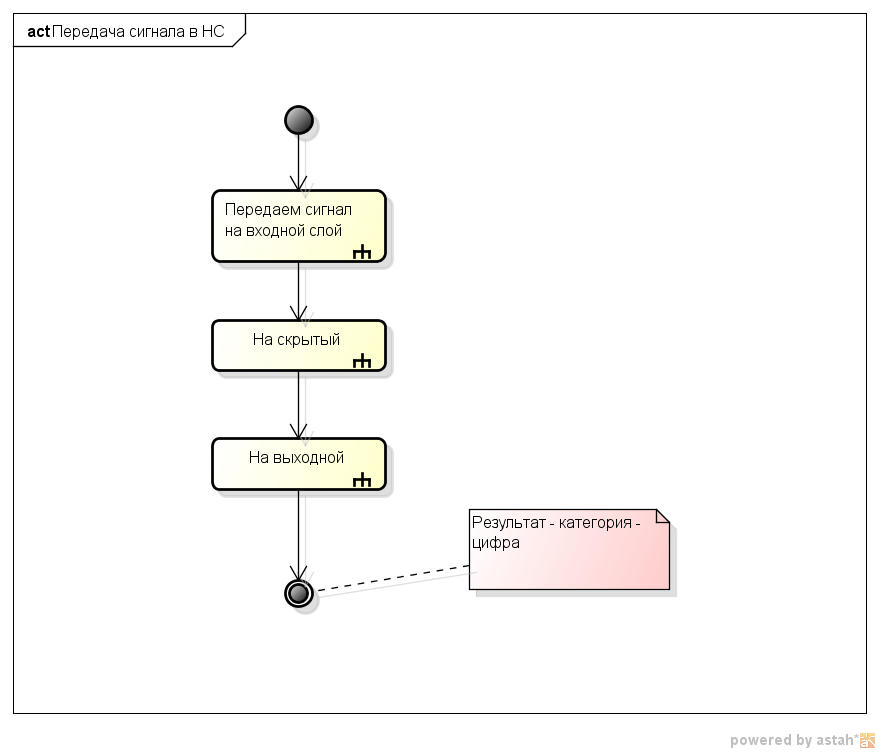 act Передача сигнала в НС
Передаем сигнал
на входной слой
На скрытый
На выходной
Результат - категория -
цифра
powered by astah*